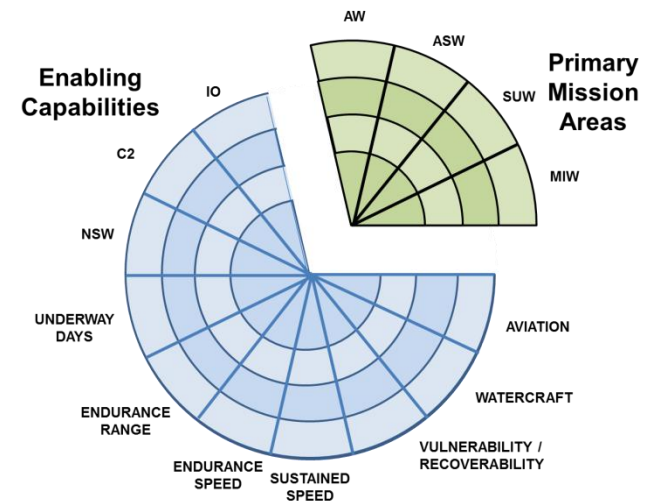 AW
ASW
SUW
MIW
Primary
Mission
Areas
Enabling
Capabilities
IO
C2
NSW
UNDERWAY
DAYS
ENDURANCE
RANGE
ENDURANCE
SPEED
SUSTAINED
SPEED
VULNERABILITY /
RECOVERABILITY
WATERCRAFT
AVIATION